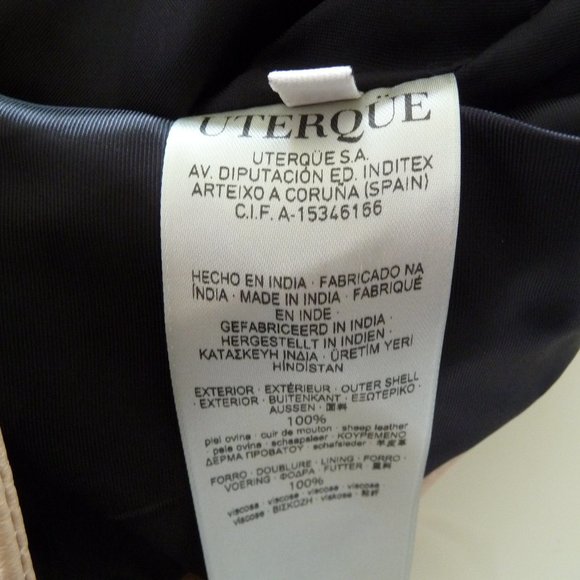 UTERQÜE
UTERQÜE S.A.
AV. DIPUTACIÓN ED. INDITEX
ARTEIXO A CORUÑA (SPAIN)
C.I.F. A-15346166
HECHO EN INDIA · FABRICADO NA
ÍNDIA · MADE IN INDIA · FABRIQUÉ
EN INDE ·
GEFABRICEERD IN INDIA ·
HERGESTELLT IN INDIEN ·
ΚΑΤΑΣΚΕΥΗ ΙΝΔΙΑ · ÜRETİM YERİ
HİNDİSTAN
EXTERIOR · EXTÉRIEUR · OUTER SHELL
· EXTERIOR · BUITENKANT · ΕΞΩΤΕΡΙΚΟ ·
AUSSEN · 面料
100%
piel ovina · cuir de mouton · sheep leather
· pele ovina · schaapsleer · ΚΟΥΡΕΜΕΝΟ
ΔΕΡΜΑ ΠΡΟΒΑΤΟΥ · schafsleder · 羊皮革
FORRO · DOUBLURE · LINING · FORRO ·
VOERING · ΦΟΔΡΑ · FUTTER · 里料
100%
viscosa · viscose · viscose · viscose
viscose · ΒΙΣΚΟΖΗ · viskose · 粘纤